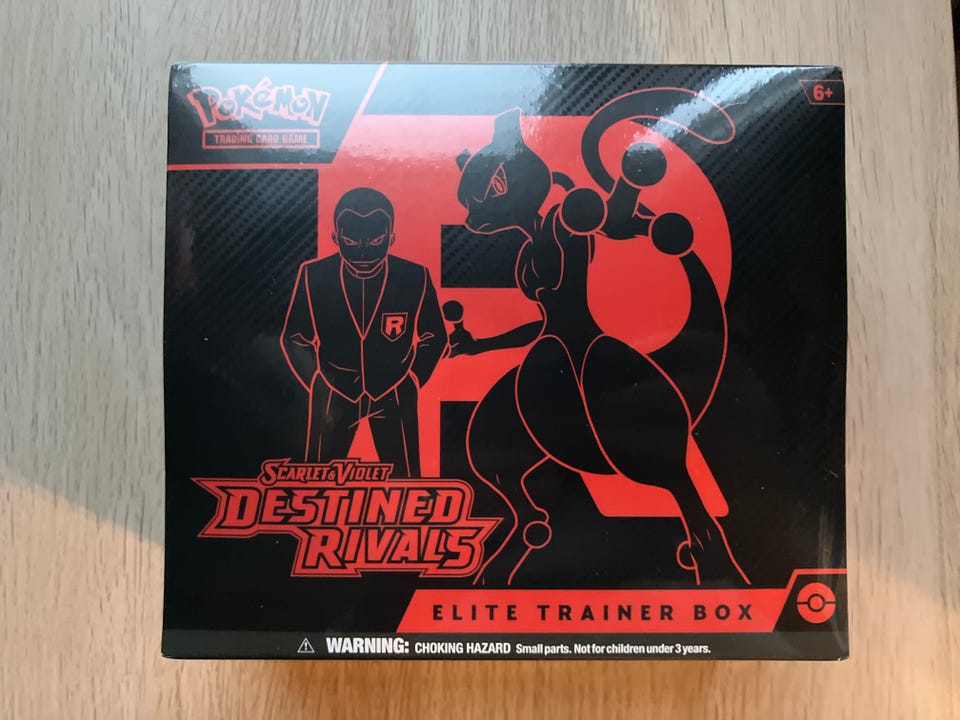 POKéMON
TRADING CARD GAME
6+
R
SCARLET & VIOLET
DESTINED
RIVALS
ELITE TRAINER BOX
WARNING: CHOKING HAZARD Small parts. Not for children under 3 years.